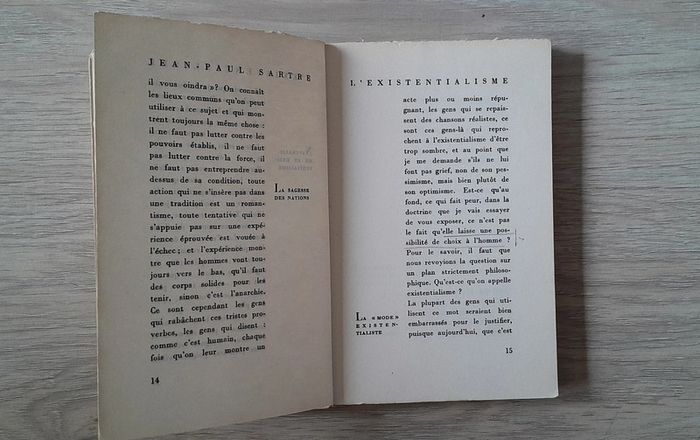 JEAN-PAUL SARTRE
il vous oindra»? On connaît
les lieux communs qu'on peut
utiliser à ce sujet et qui mon-
trent toujours la même chose :
il ne faut pas lutter contre les
pouvoirs établis, il ne faut
pas lutter contre la force, il
ne faut pas entreprendre au-
dessus de sa condition, toute
action qui ne s'insère pas dans
une tradition est un roman-
tisme, toute tentative qui ne
s'appuie pas sur une expé-
rience éprouvée est vouée à
l'échec; et l'expérience mon-
tre que les hommes vont tou-
jours vers le bas, qu'il faut
des corps solides pour les
tenir, sinon c'est l'anarchie.
Ce sont cependant les gens
qui rabâchent ces tristes pro-
verbes, les gens qui disent :
comme c'est humain, chaque
fois qu'on leur montre un
LA SAGESSE
DES NATIONS
14
L'EXISTENTIALISME
acte plus ou moins répu-
gnant, les gens qui se repais-
sent des chansons réalistes, ce
sont ces gens-là qui repro-
chent à l'existentialisme d'être
trop sombre, et au point que
je me demande s'ils ne lui
font pas grief, non de son pes-
simisme, mais bien plutôt de
son optimisme. Est-ce qu'au
fond, ce qui fait peur, dans la
doctrine que je vais essayer
de vous exposer, ce n'est pas
le fait qu'elle laisse une pos-
sibilité de choix à l'homme ?
Pour le savoir, il faut que
nous revoyions la question sur
un plan strictement philoso-
phique. Qu'est-ce qu'on appelle
existentialisme ?
La plupart des gens qui uti-
lisent ce mot seraient bien
embarrassés pour le justifier,
puisque aujourd'hui, que c'est
LA «MODE»
EXISTEN-
TIALISTE
15